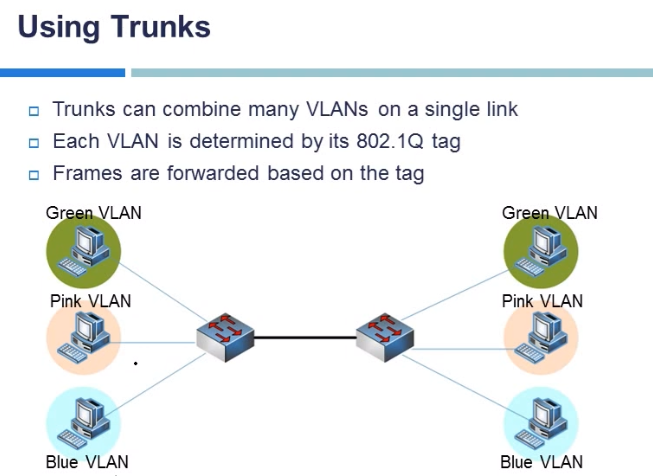 Using Trunks
Trunks can combine many VLANs on a single link
Each VLAN is determined by its 802.1Q tag
Frames are forwarded based on the tag
Green VLAN
Green VLAN
Pink VLAN
Pink VLAN
Blue VLAN
Blue VLAN